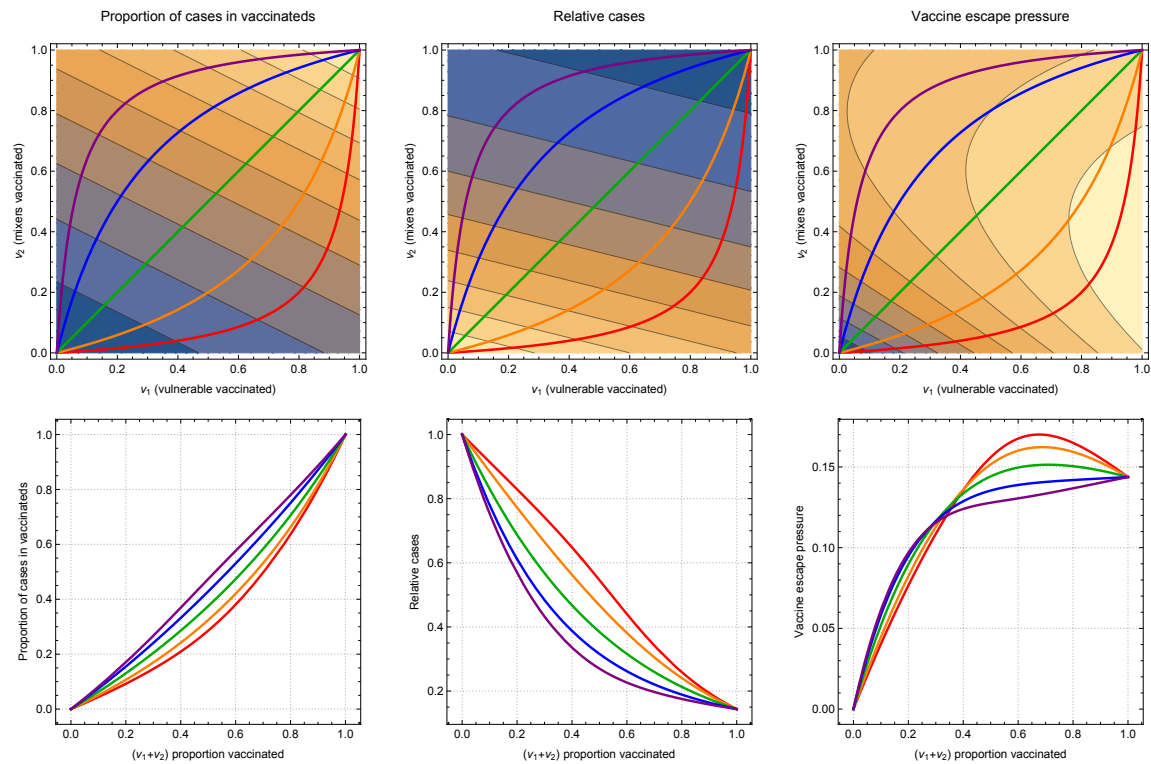 Proportion of cases in vaccinateds
Relative cases
Vaccine escape pressure
1.0
0.8
0.6
0.4
0.2
0.0
v2 (mixers vaccinated)
0.0 0.2 0.4 0.6 0.8 1.0
v1 (vulnerable vaccinated)
1.0
0.8
0.6
0.4
0.2
0.0
v2 (mixers vaccinated)
0.0 0.2 0.4 0.6 0.8 1.0
v1 (vulnerable vaccinated)
1.0
0.8
0.6
0.4
0.2
0.0
v2 (mixers vaccinated)
0.0 0.2 0.4 0.6 0.8 1.0
v1 (vulnerable vaccinated)
1.0
0.8
0.6
0.4
0.2
0.0
Proportion of cases in vaccinateds
0.0 0.2 0.4 0.6 0.8 1.0
(v1+v2) proportion vaccinated
1.0
0.8
0.6
0.4
0.2
Relative cases
0.0 0.2 0.4 0.6 0.8 1.0
(v1+v2) proportion vaccinated
0.15
0.10
0.05
0.00
Vaccine escape pressure
0.0 0.2 0.4 0.6 0.8 1.0
(v1+v2) proportion vaccinated